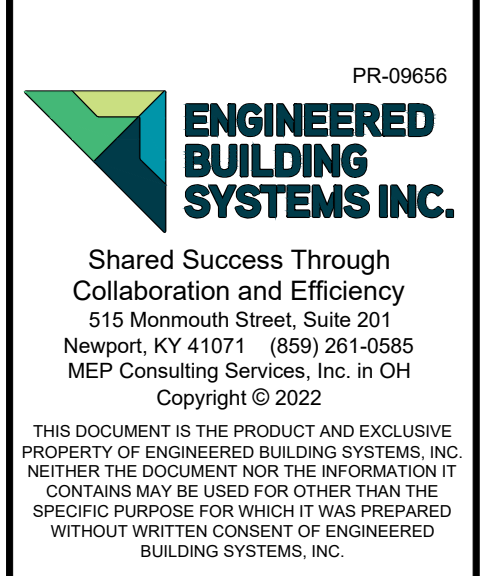 PR-09656
ENGINEERED
BUILDING
SYSTEMS INC.
Shared Success Through
Collaboration and Efficiency
515 Monmouth Street, Suite 201
Newport, KY 41071 (859) 261-0585
MEP Consulting Services, Inc. in OH
Copyright © 2022
THIS DOCUMENT IS THE PRODUCT AND EXCLUSIVE
PROPERTY OF ENGINEERED BUILDING SYSTEMS, INC.
NEITHER THE DOCUMENT NOR THE INFORMATION IT
CONTAINS MAY BE USED FOR OTHER THAN THE
SPECIFIC PURPOSE FOR WHICH IT WAS PREPARED
WITHOUT WRITTEN CONSENT OF ENGINEERED
BUILDING SYSTEMS, INC.